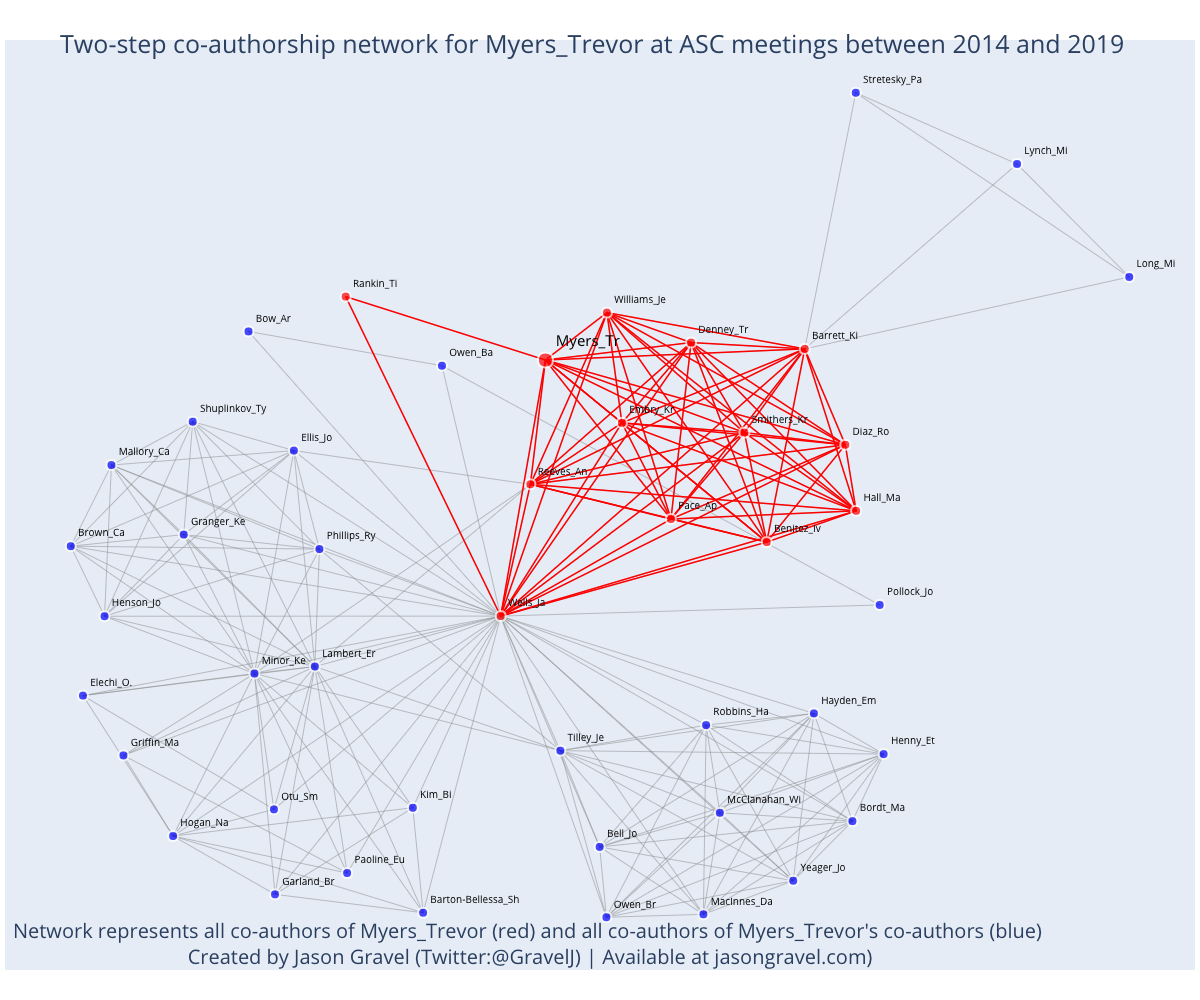 Two-step co-authorship network for Myers_Trevor at ASC meetings between 2014 and 2019
Stretesky_Pa
Lynch_Mi
Long_Mi
Rankin_Ti
Williams_Je
Bow_Ar
Denney_Tr
Barrett_Ki
Myers_Tr
Owen_Ba
Shuplinkov_Ty
Embry_Kr
Smithers_Kr
Ellis_Jo
Diaz_Ro
Mallory_Ca
Reeves_An
Hall_Ma
Pace_Ap
Granger_Ke
Benitez_Iv
Brown_Ca
Phillips_Ry
Pollock_Jo
Henson_Jo
Wells_Ja
Lambert_Er
Minor_Ke
Elechi_O.
Hayden_Em
Robbins_Ha
Tilley_Je
Henny_Et
Griffin_Ma
Otu_Sm
Kim_Bi
McClanahan_Wi
Bordt_Ma
Hogan_Na
Bell_Jo
Paoline_Eu
Yeager_Jo
Garland_Br
Barton-Bellessa_Sh
Owen_Br
MacInnes_Da
Network represents all co-authors of Myers_Trevor (red) and all co-authors of Myers_Trevor's co-authors (blue)
Created by Jason Gravel (Twitter:@GravelJ) | Available at jasongravel.com)